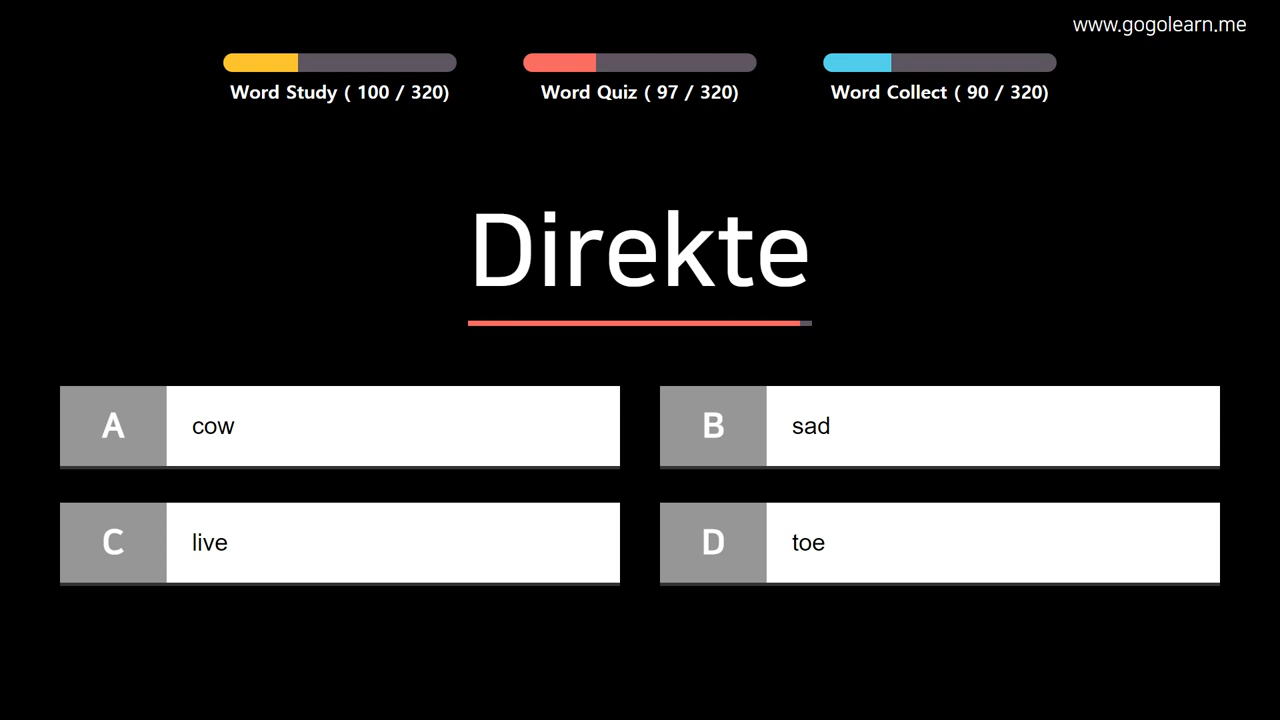 www.gogolearn.me
Word Study ( 100 / 320)
Word Quiz ( 97 / 320)
Word Collect ( 90 / 320)
Direkte
A cow
B sad
C live
D toe